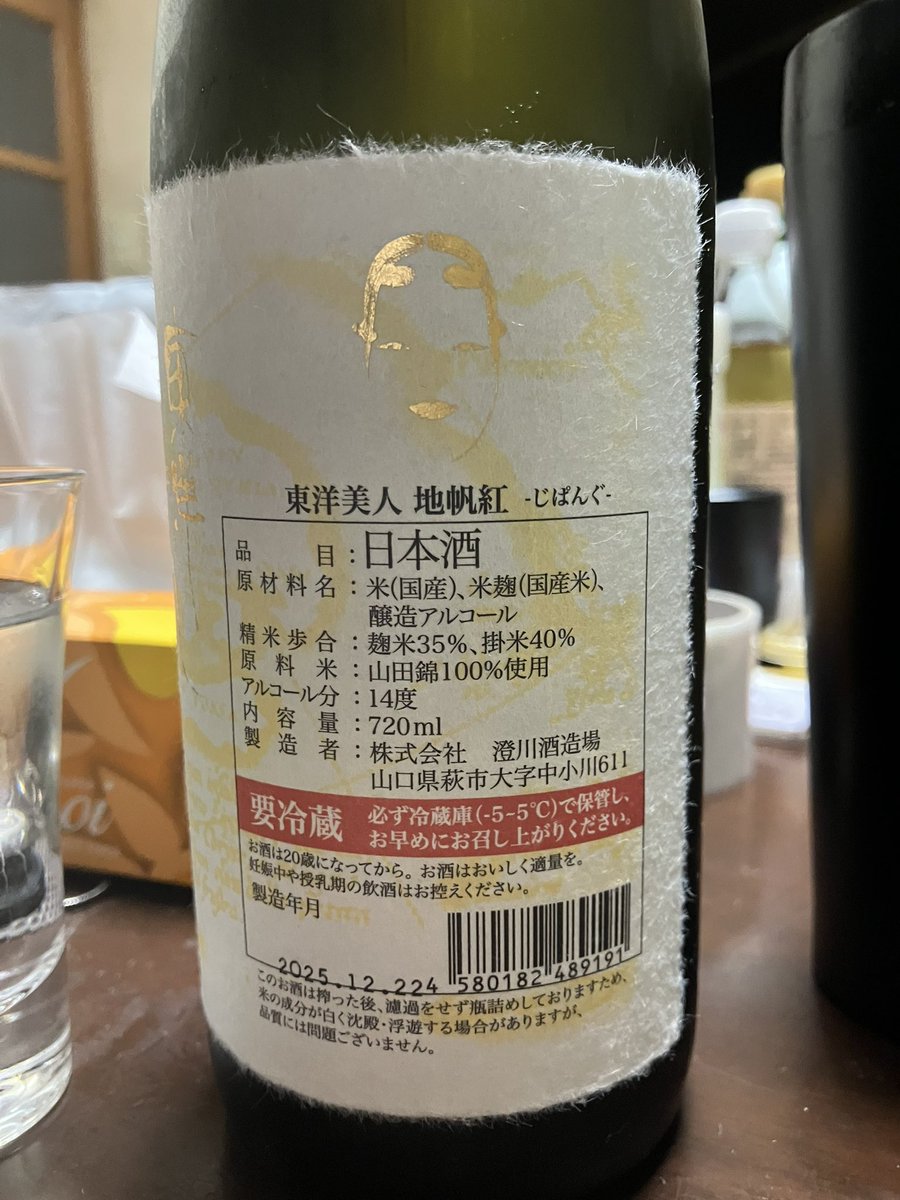 東洋美人 地帆紅 -じぱんぐ-
品目：日本酒
原材料名：米(国産)、米麹(国産米)、
醸造アルコール
精米歩合：麹米35%、掛米40%
原料米：山田錦100%使用
アルコール分：14度
内容量：720ml
製造者：株式会社 澄川酒造場
山口県萩市大字中小川611
要冷蔵
必ず冷蔵庫(-5~5℃)で保管し、
お早めにお召し上がりください。
お酒は20歳になってから。お酒はおいしく適量を。
妊娠中や授乳期の飲酒はお控えください。
製造年月
2025.12.22
4 580182 489191
このお酒は搾った後、濾過をせず瓶詰めしておりますため、
米の成分が白く沈殿・浮遊する場合がありますが、
品質には問題ございません。